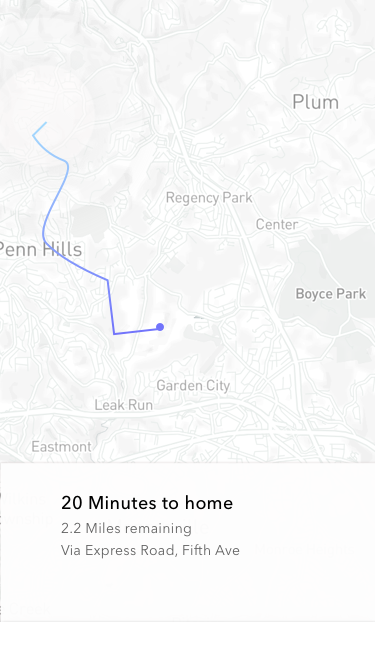 Plum
Regency Park
Center
Penn Hills
Boyce Park
Garden City
Leak Run
Eastmont
20 Minutes to home
2.2 Miles remaining
Via Express Road, Fifth Ave